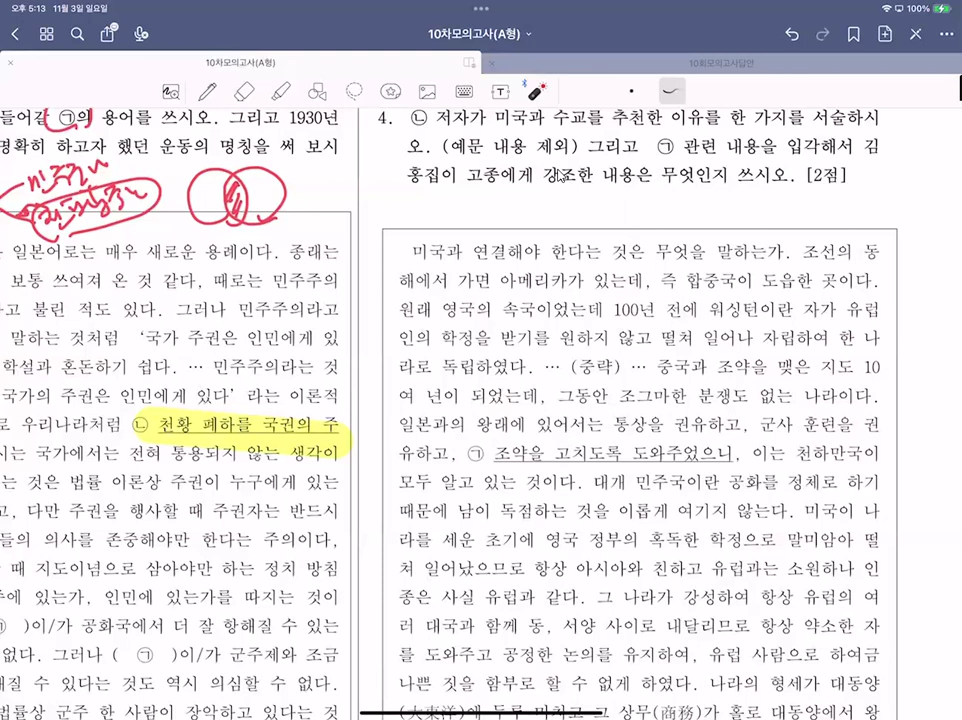 오후 5:13 11월 3일 일요일
100%
10차모의고사(A형)
10차모의고사(A형)
10회모의고사답안
들어갈 ㉠의 용어를 쓰시오. 그리고 1930년
명확히 하고자 했던 운동의 명칭을 써 보시
일본어로는 매우 새로운 용례이다. 종래는
보통 쓰여져 온 것 같다, 때로는 민주주의
고 불린 적도 있다. 그러나 민주주의라고
말하는 것처럼 ‘국가 주권은 인민에게 있
학설과 혼돈하기 쉽다. … 민주주의라는 것
국가의 주권은 인민에게 있다’라는 이론적
로 우리나라처럼 ㉡ 천황 폐하를 국권의 주
시는 국가에서는 전혀 통용되지 않는 생각이
는 것은 법률 이론상 주권이 누구에게 있는
고, 다만 주권을 행사할 때 주권자는 반드시
들의 의사를 존중해야만 한다는 주의이다,
때 지도이념으로 삼아야만 하는 정치 방침
주에 있는가, 인민에 있는가를 따지는 것이
㉠ )이/가 공화국에서 더 잘 행해질 수 있는
없다. 그러나 ( ㉠ )이/가 군주제와 조금
해질 수 있다는 것도 역시 의심할 수 없다.
법률상 군주 한 사람이 장악하고 있다는 것
4. ㉡ 저자가 미국과 수교를 추천한 이유를 한 가지를 서술하시
오. (예문 내용 제외) 그리고 ㉠ 관련 내용을 입각해서 김
홍집이 고종에게 강조한 내용은 무엇인지 쓰시오. [2점]
미국과 연결해야 한다는 것은 무엇을 말하는가. 조선의 동
해에서 가면 아메리카가 있는데, 즉 합중국이 도읍한 곳이다.
원래 영국의 속국이었는데 100년 전에 워싱턴이란 자가 유럽
인의 학정을 받기를 원하지 않고 떨쳐 일어나 자립하여 한 나
라로 독립하였다. … (중략) … 중국과 조약을 맺은 지도 10
여 년이 되었는데, 그동안 조그마한 분쟁도 없는 나라이다.
일본과의 왕래에 있어서는 통상을 권유하고, 군사 훈련을 권
유하고, ㉠ 조약을 고치도록 도와주었으니, 이는 천하만국이
모두 알고 있는 것이다. 대개 민주국이란 공화를 정체로 하기
때문에 남이 독점하는 것을 이롭게 여기지 않는다. 미국이 나
라를 세운 초기에 영국 정부의 혹독한 학정으로 말미암아 떨
쳐 일어났으므로 항상 아시아와 친하고 유럽과는 소원하나 인
종은 사실 유럽과 같다. 그 나라가 강성하여 항상 유럽의 여
러 대국과 함께 동, 서양 사이로 내달리므로 항상 약소한 자
를 도와주고 공정한 논의를 유지하여, 유럽 사람으로 하여금
나쁜 짓을 함부로 할 수 없게 하였다. 나라의 형세가 대동양
(大東洋)에 두루 미치고 그 상무(商務)가 홀로 대동양에서 왕